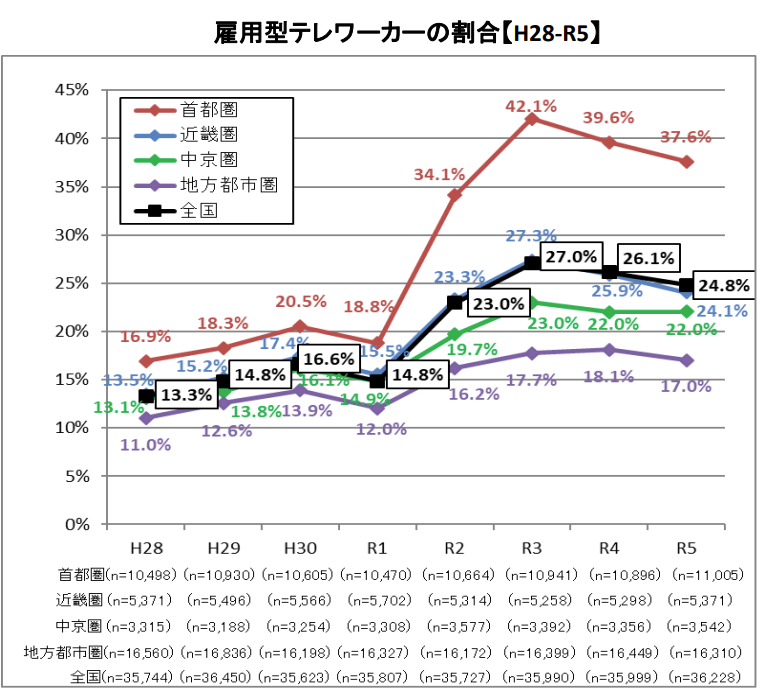 雇用型テレワーカーの割合【H28-R5】
45%
40%
35%
30%
25%
20%
15%
10%
5%
0%
首都圏
近畿圏
中京圏
地方都市圏
全国
16.9% 18.3% 20.5% 18.8% 34.1% 42.1% 39.6% 37.6%
13.5% 15.2% 17.4% 15.5% 23.3% 27.3% 25.9% 24.1%
13.1% 13.8% 16.1% 14.9% 19.7% 23.0% 22.0% 22.0%
11.0% 12.6% 13.9% 12.0% 16.2% 17.7% 18.1% 17.0%
13.3% 14.8% 16.6% 14.8% 23.0% 27.0% 26.1% 24.8%
H28 H29 H30 R1 R2 R3 R4 R5
首都圏(n=10,498) (n=10,930) (n=10,605) (n=10,470) (n=10,664) (n=10,941) (n=10,896) (n=11,005)
近畿圏(n=5,371) (n=5,496) (n=5,566) (n=5,702) (n=5,314) (n=5,258) (n=5,298) (n=5,371)
中京圏(n=3,315) (n=3,188) (n=3,254) (n=3,308) (n=3,577) (n=3,392) (n=3,356) (n=3,542)
地方都市圏(n=16,560) (n=16,836) (n=16,198) (n=16,327) (n=16,172) (n=16,399) (n=16,449) (n=16,310)
全国(n=35,744) (n=36,450) (n=35,623) (n=35,807) (n=35,727) (n=35,990) (n=35,999) (n=36,228)